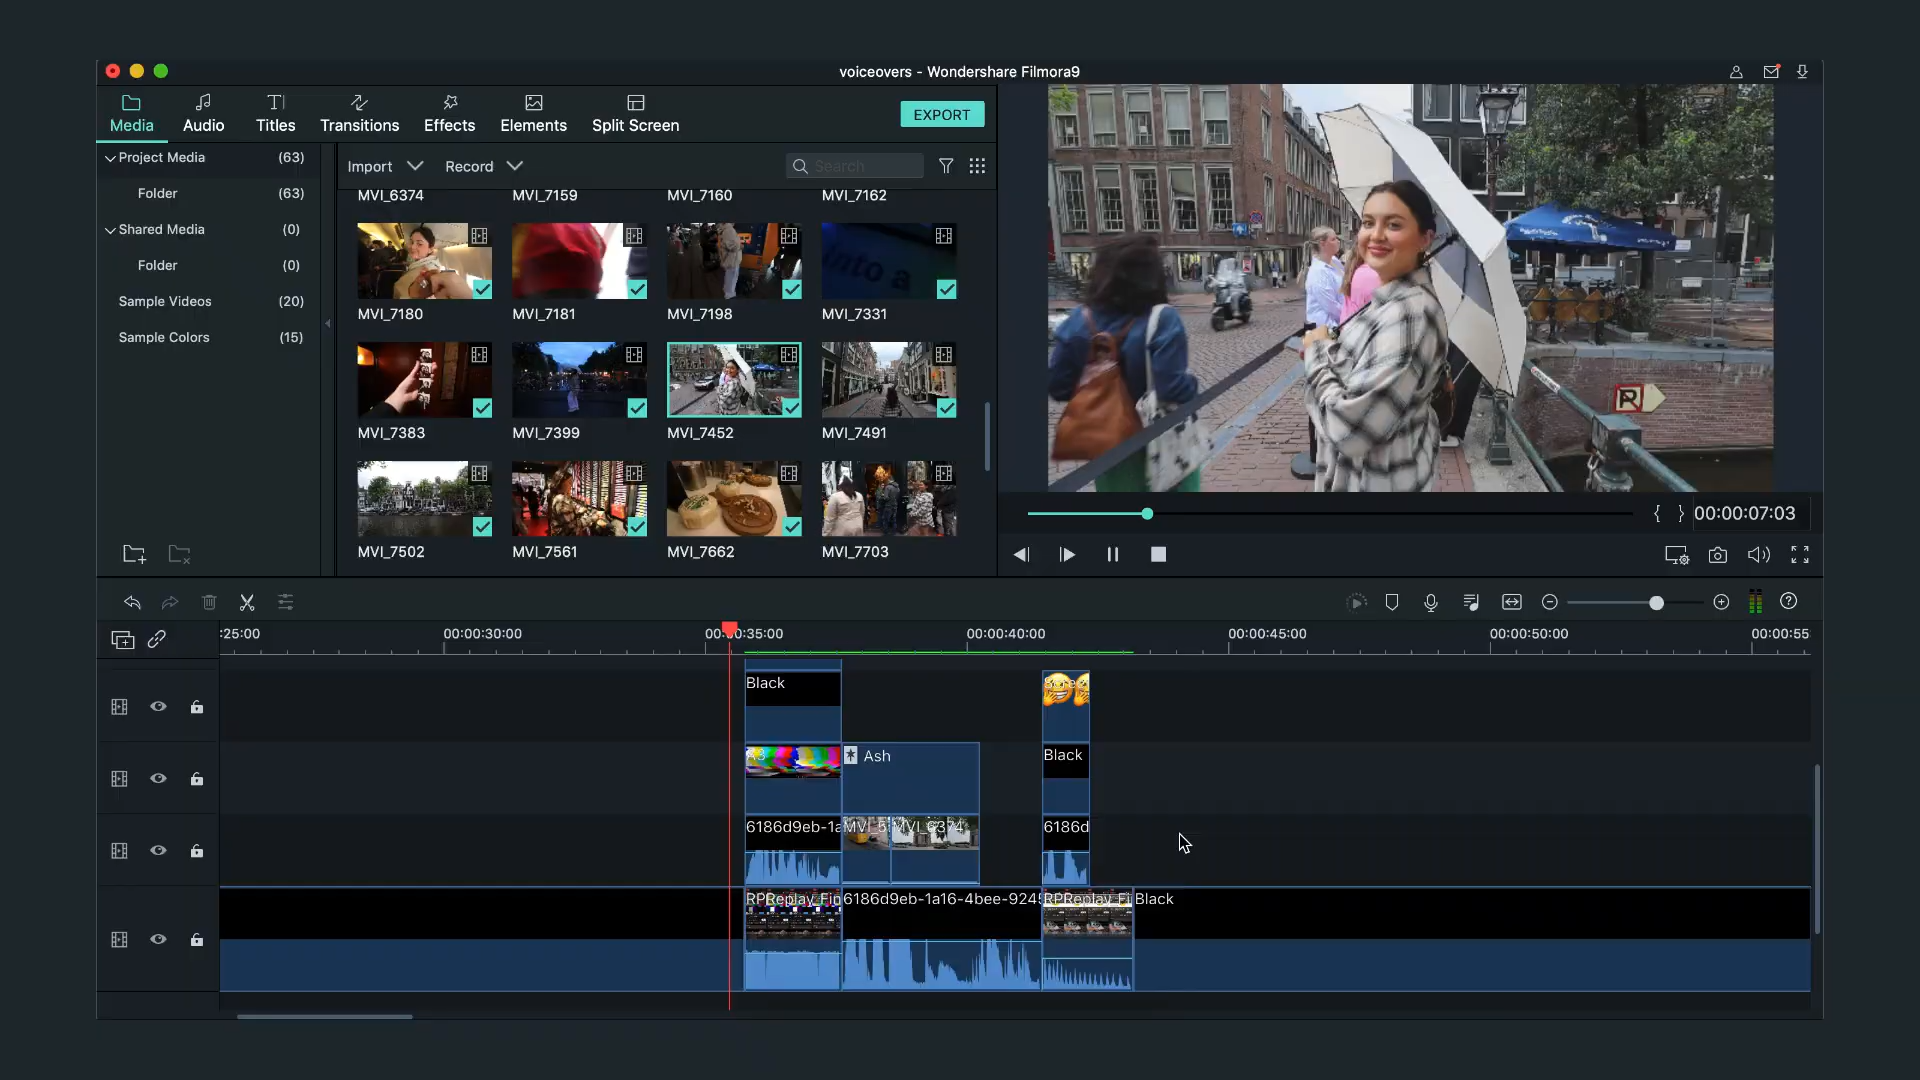 voiceovers - Wondershare Filmora9
Media
Audio
Titles
Transitions
Effects
Elements
Split Screen
EXPORT
Project Media (63)
Folder (63)
Shared Media (0)
Folder (0)
Sample Videos (20)
Sample Colors (15)
Import
Record
Search
MVI_6374
MVI_7159
MVI_7160
MVI_7162
into a
MVI_7180
MVI_7181
MVI_7198
MVI_7331
MVI_7383
MVI_7399
MVI_7452
MVI_7491
MVI_7502
MVI_7561
MVI_7662
MVI_7703
R
{ } 00:00:07:03
:25:00
00:00:30:00
00:00:35:00
00:00:40:00
00:00:45:00
00:00:50:00
00:00:55:
Black
Ash
Black
6186d9eb-1a
MVI_5
MVI_6374
6186d
RPReplay_Fin
6186d9eb-1a16-4bee-924
RPReplay_Fi
Black